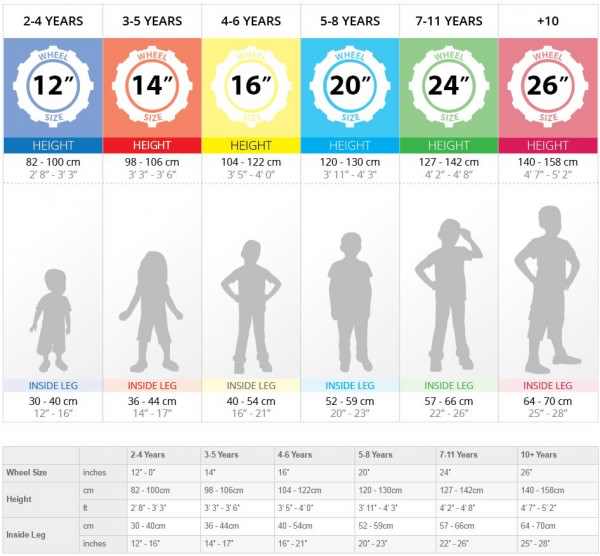 2-4 YEARS 3-5 YEARS 4-6 YEARS 5-8 YEARS 7-11 YEARS +10
WHEEL WHEEL WHEEL WHEEL WHEEL WHEEL
12” 14” 16” 20” 24” 26”
SIZE SIZE SIZE SIZE SIZE SIZE
HEIGHT HEIGHT HEIGHT HEIGHT HEIGHT HEIGHT
82 - 100 cm 98 - 106 cm 104 - 122 cm 120 - 130 cm 127 - 142 cm 140 - 158 cm
2’ 8” - 3’ 3” 3’ 3” - 3’ 6” 3’ 5” - 4’ 0” 3’ 11” - 4’ 3” 4’ 2” - 4’ 8” 4’ 7” - 5’ 2”
INSIDE LEG INSIDE LEG INSIDE LEG INSIDE LEG INSIDE LEG INSIDE LEG
30 - 40 cm 36 - 44 cm 40 - 54 cm 52 - 59 cm 57 - 66 cm 64 - 70 cm
12” - 16” 14” - 17” 16” - 21” 20” - 23” 22” - 26” 25” - 28”
2-4 Years 3-5 Years 4-6 Years 5-8 Years 7-11 Years 10+ Years
Wheel Size inches 12" - 0" 14" 16" 20" 24" 26"
Height cm 82 - 100cm 98 - 106cm 104 - 122cm 120 - 130cm 127 - 142cm 140 - 158cm
ft 2' 8" - 3' 3" 3' 3" - 3' 6" 3' 5" - 4' 0" 3' 11" - 4' 3" 4' 2" - 4' 8" 4' 7" - 5' 2"
Inside Leg cm 30 - 40cm 36 - 44cm 40 - 54cm 52 - 59cm 57 - 66cm 64 - 70cm
inches 12" - 16" 14" - 17" 16" - 21" 20" - 23" 22" - 26" 25" - 28"